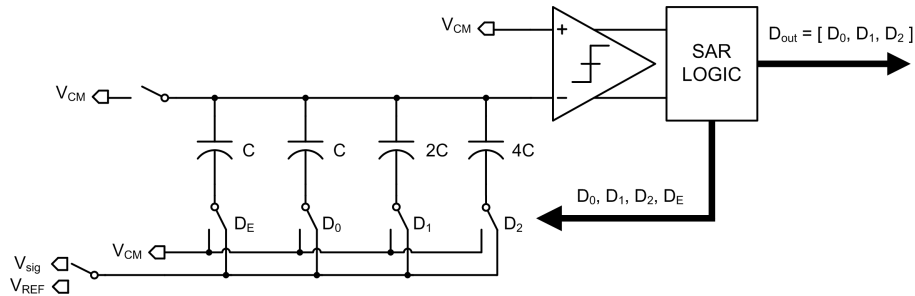 V_CM
+
−
SAR
LOGIC
D_out = [ D_0, D_1, D_2 ]
V_CM
C
C
2C
4C
D_0, D_1, D_2, D_E
D_E
D_0
D_1
D_2
V_CM
V_sig
V_REF